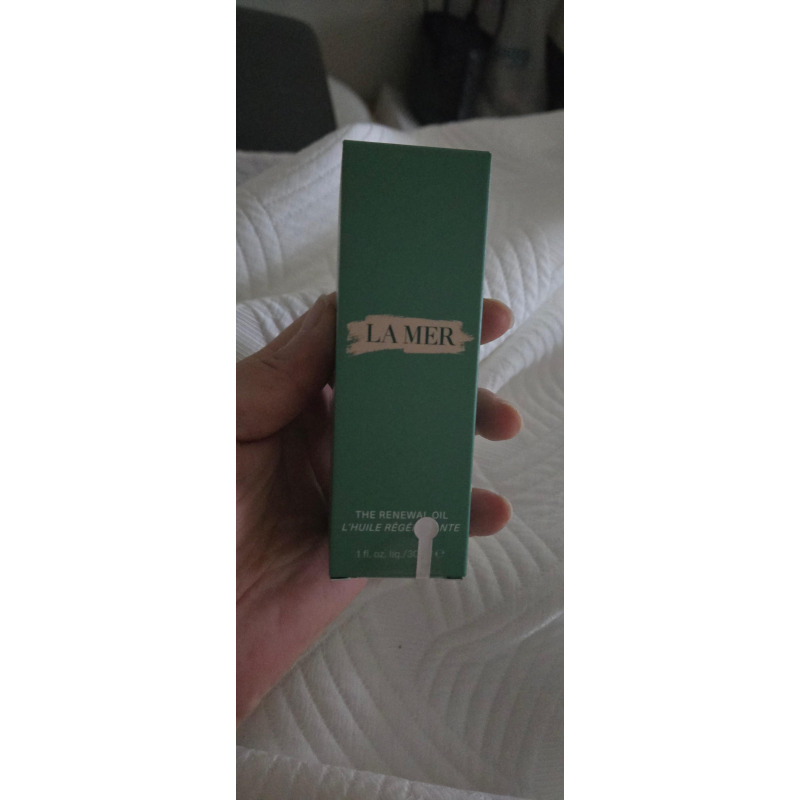 LA MER
THE RENEWAL OIL
L'HUILE
1 fl. oz. liq./30 ℮